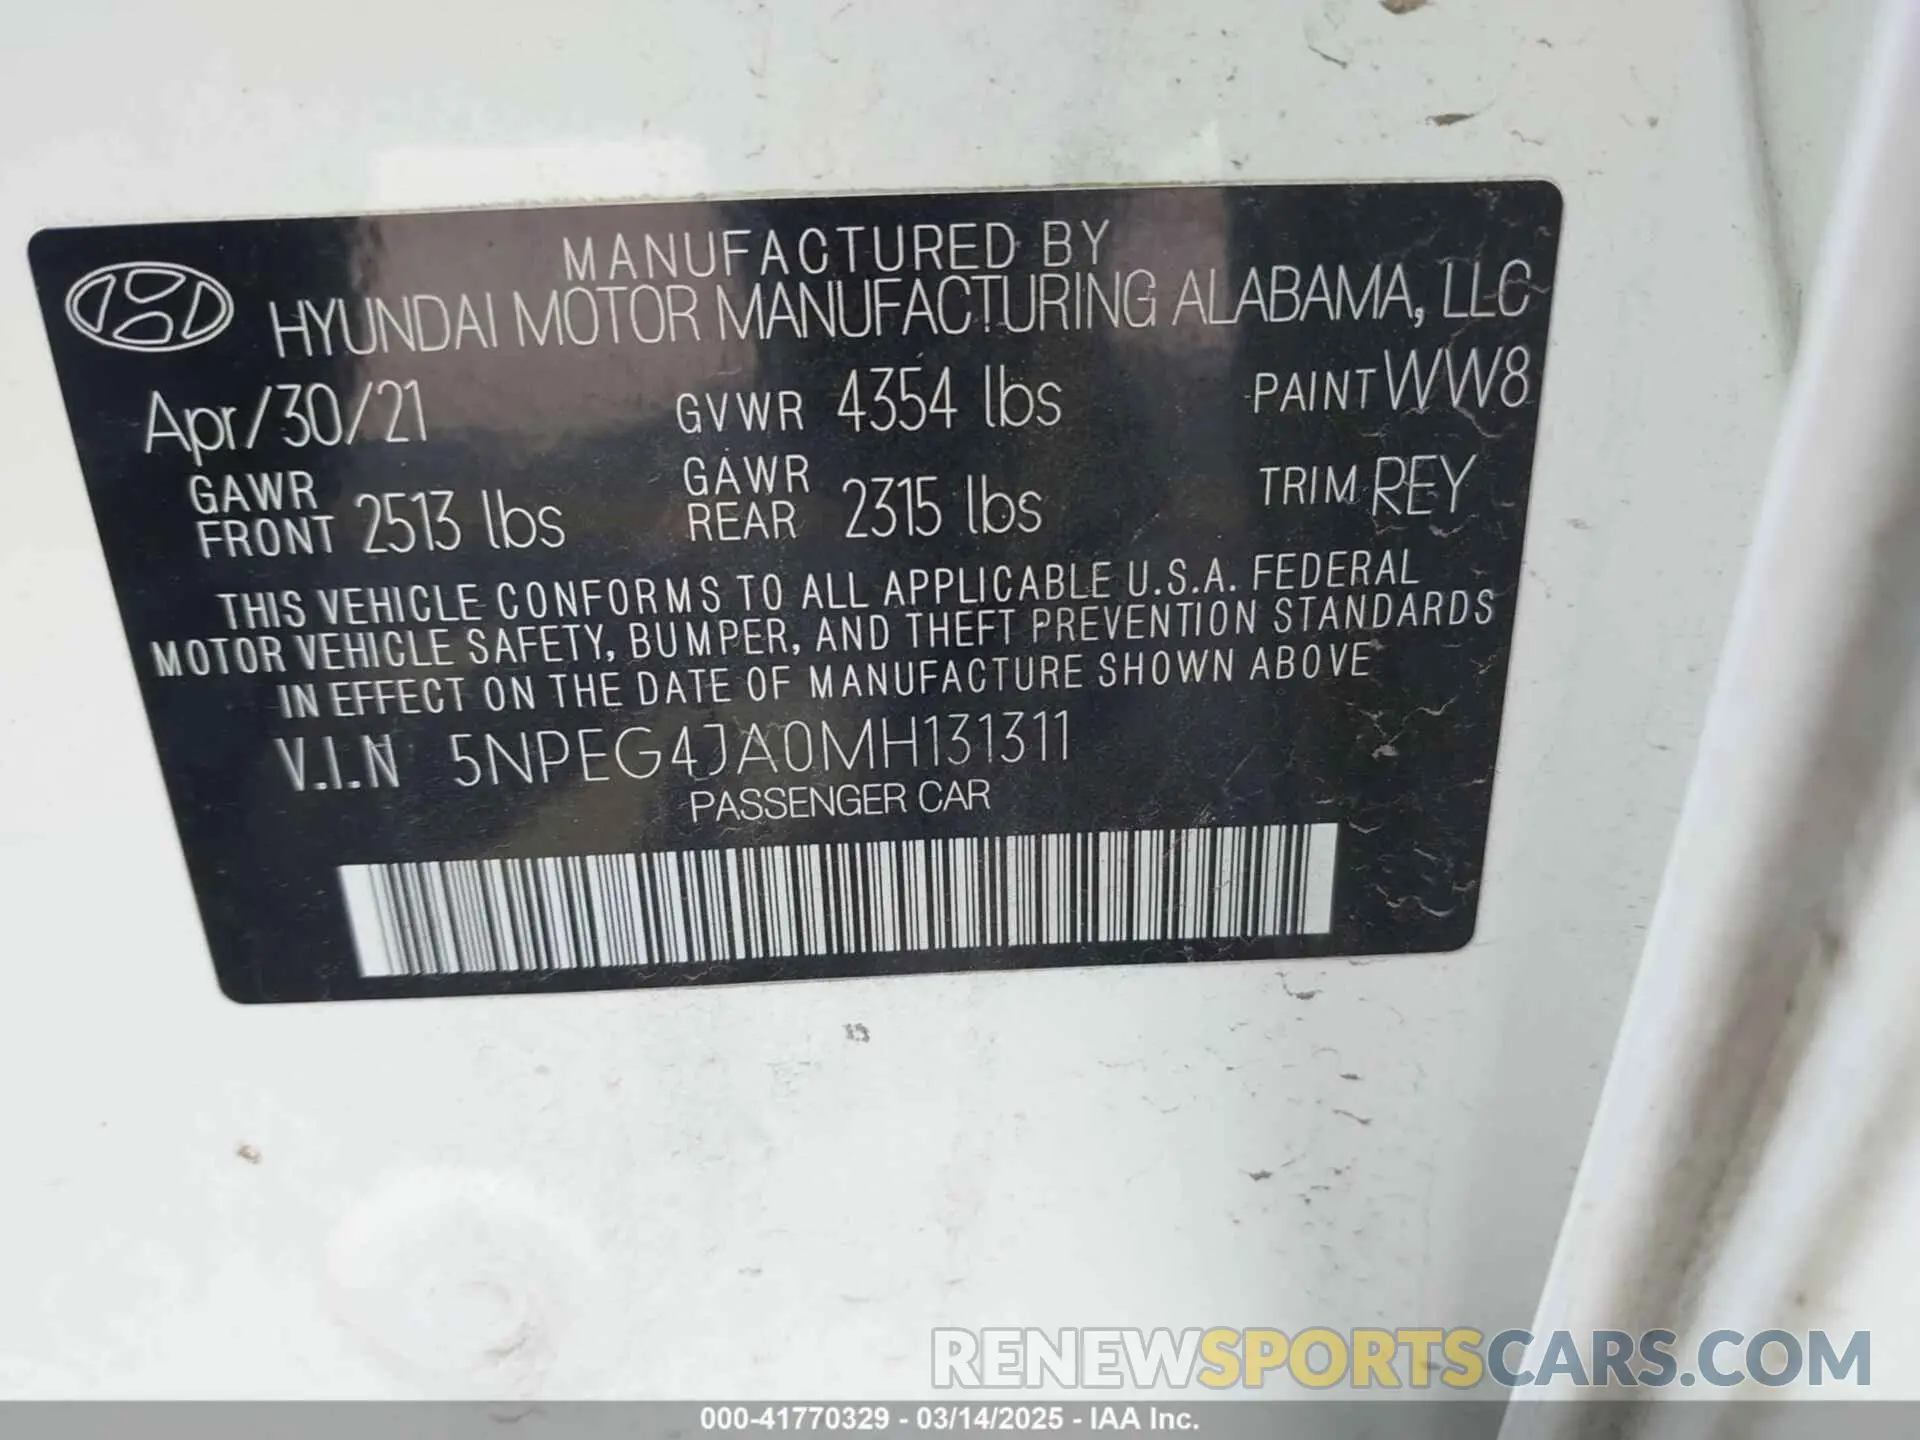 MANUFACTURED BY
HYUNDAI MOTOR MANUFACTURING ALABAMA, LLC
Apr/30/21 GVWR 4354 lbs PAINT WW8
GAWR FRONT 2513 lbs GAWR REAR 2315 lbs TRIM REY
THIS VEHICLE CONFORMS TO ALL APPLICABLE U.S.A. FEDERAL
MOTOR VEHICLE SAFETY, BUMPER, AND THEFT PREVENTION STANDARDS
IN EFFECT ON THE DATE OF MANUFACTURE SHOWN ABOVE
V.I.N 5NPEG4JA0MH131311
PASSENGER CAR
RENEWSPORTSCARS.COM
000-41770329 - 03/14/2025 - IAA Inc.